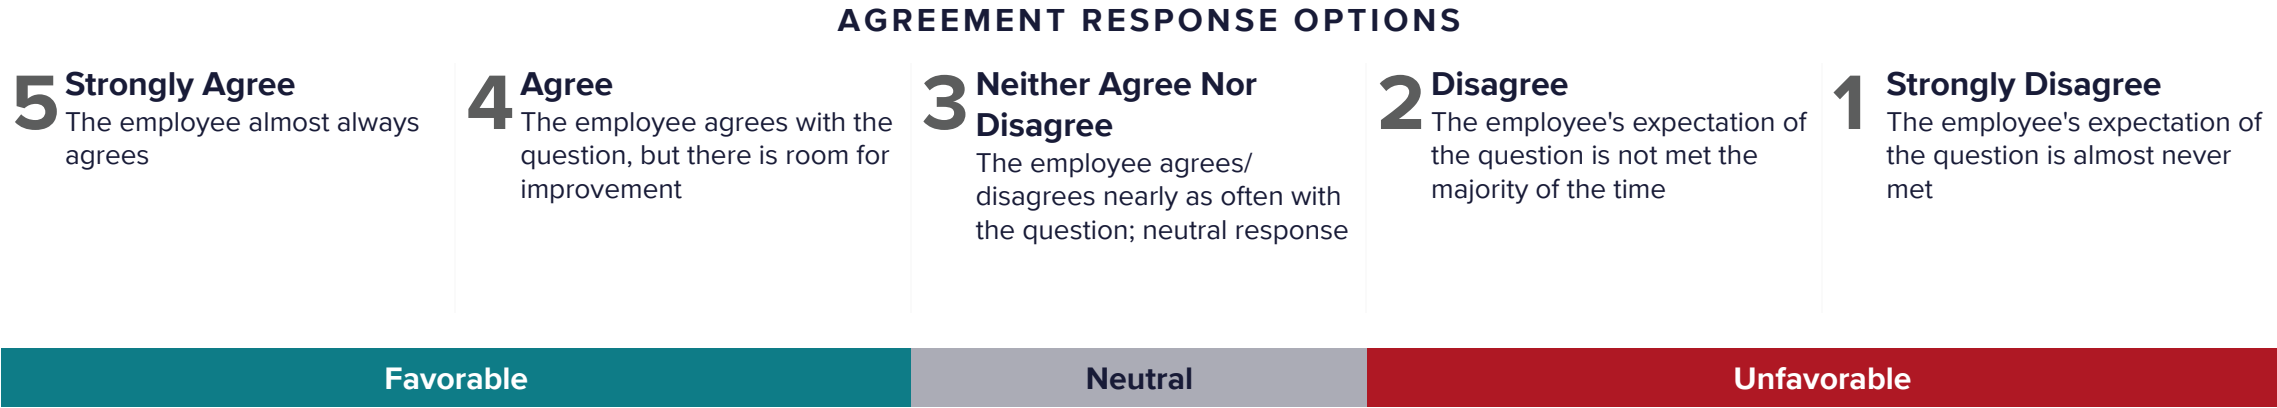 AGREEMENT RESPONSE OPTIONS
5 Strongly Agree
The employee almost always
agrees
4 Agree
The employee agrees with the
question, but there is room for
improvement
3 Neither Agree Nor
Disagree
The employee agrees/
disagrees nearly as often with
the question; neutral response
2 Disagree
The employee's expectation of
the question is not met the
majority of the time
1 Strongly Disagree
The employee's expectation of
the question is almost never
met
Favorable
Neutral
Unfavorable